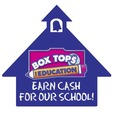 BOX TOPS
FOR EDUCATION
EARN CASH
FOR OUR SCHOOL!